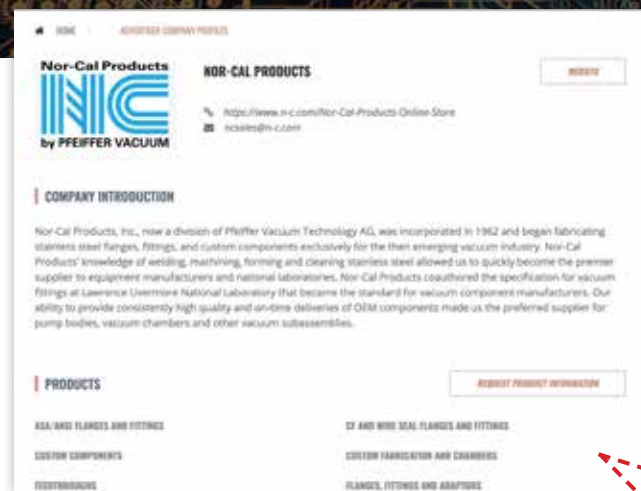 HOME
ADVERTISER COMPANY PROFILES
Nor-Cal Products
NC
by PFEIFFER VACUUM
NOR-CAL PRODUCTS
WEBSITE
https://www.n-c.com/Nor-Cal-Products-Online-Store
ncsales@n-c.com
COMPANY INTRODUCTION
Nor-Cal Products, Inc., now a division of Pfeiffer Vacuum Technology AG, was incorporated in 1962 and began fabricating
stainless steel flanges, fittings, and custom components exclusively for the then emerging vacuum industry. Nor-Cal
Products' knowledge of welding, machining, forming and cleaning stainless steel allowed us to quickly become the premier
supplier to equipment manufacturers and national laboratories. Nor-Cal Products coauthored the specification for vacuum
fittings at Lawrence Livermore National Laboratory that became the standard for vacuum component manufacturers. Our
ability to provide consistently high quality and on-time deliveries of OEM components made us the preferred supplier for
pump bodies, vacuum chambers and other vacuum subassemblies.
PRODUCTS
REQUEST PRODUCT INFORMATION
ASA/ANSI FLANGES AND FITTINGS
CF AND WIRE SEAL FLANGES AND FITTINGS
CUSTOM COMPONENTS
CUSTOM FABRICATION AND CHAMBERS
FEEDTHROUGHS
FLANGES, FITTINGS AND ADAPTORS